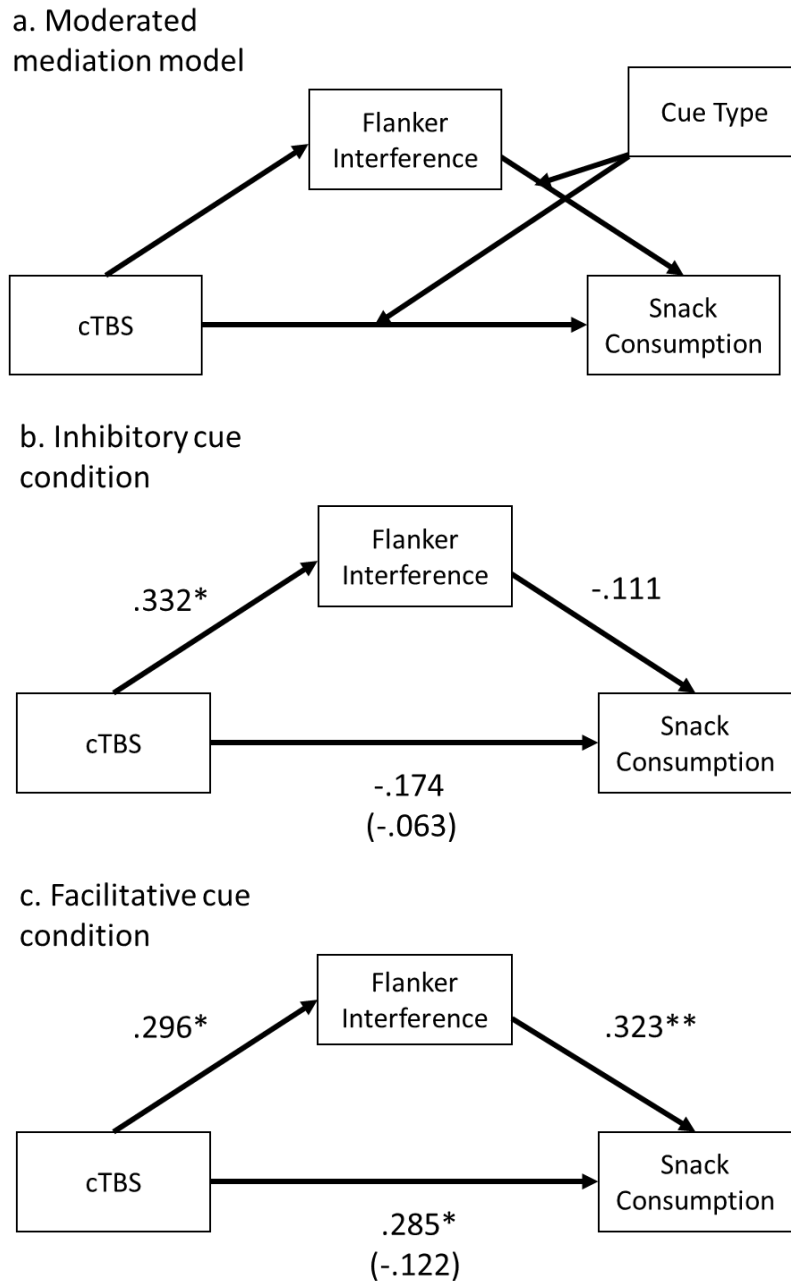 a. Moderated
mediation model
Flanker
Interference
Cue Type
cTBS
Snack
Consumption
b. Inhibitory cue
condition
Flanker
Interference
.332*
-.111
cTBS
Snack
Consumption
-.174
(-.063)
c. Facilitative cue
condition
Flanker
Interference
.296*
.323**
cTBS
Snack
Consumption
.285*
(-.122)